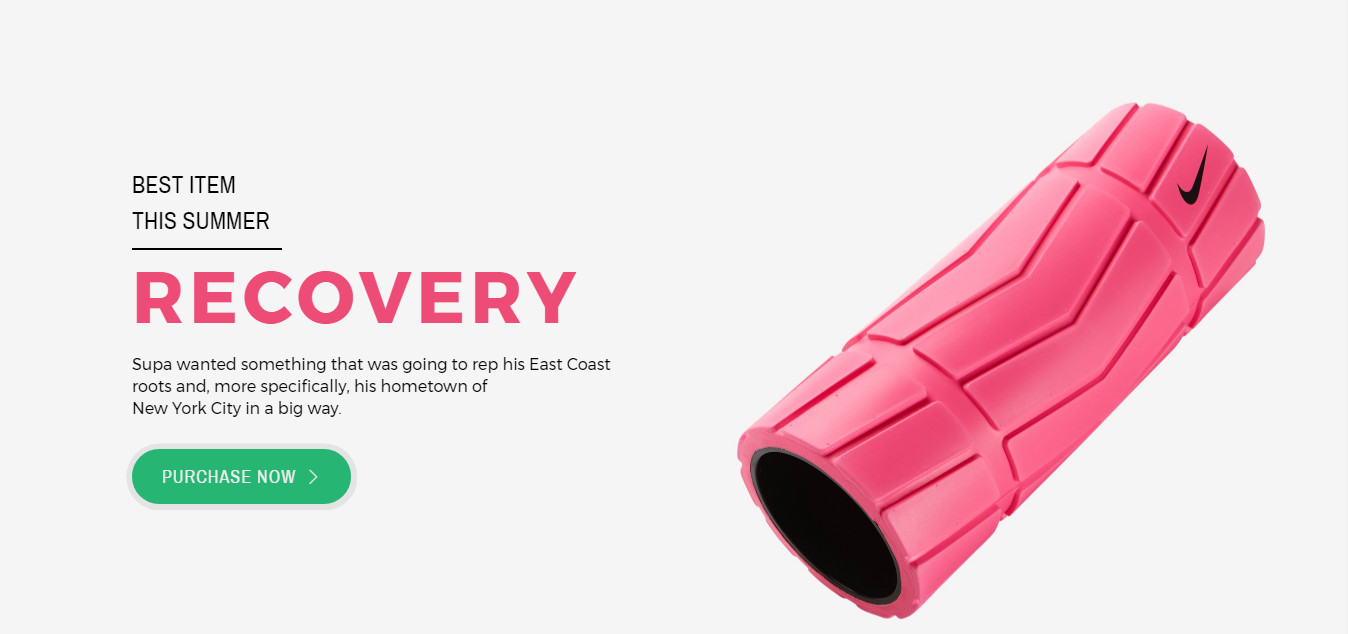 BEST ITEM
THIS SUMMER
RECOVERY
Supa wanted something that was going to rep his East Coast
roots and, more specifically, his hometown of
New York City in a big way.
PURCHASE NOW